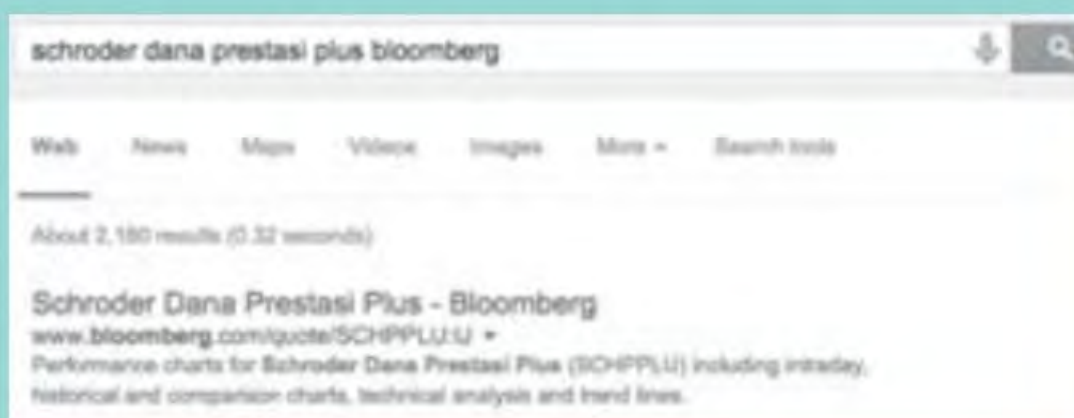 schroder dana prestasi plus bloomberg
Web News Maps Videos Images More Search tools
About 2,180 results (0.32 seconds)
Schroder Dana Prestasi Plus - Bloomberg
www.bloomberg.com/quote/SCHPPLU:IJ
Performance charts for Schroder Dana Prestasi Plus (SCHPPLU) including intraday,
historical and comparison charts, technical analysis and trend lines.